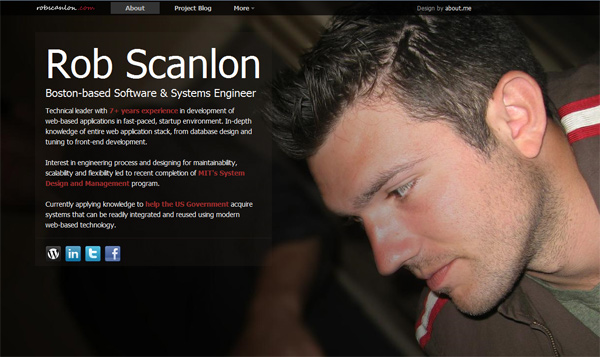 robscanlon.com About Project Blog More Design by about.me
Rob Scanlon
Boston-based Software & Systems Engineer
Technical leader with 7+ years experience in development of
web-based applications in fast-paced, startup environment. In-depth
knowledge of entire web application stack, from database design and
tuning to front-end development.
Interest in engineering process and designing for maintainability,
scalability and flexibility led to recent completion of MIT's System
Design and Management program.
Currently applying knowledge to help the US Government acquire
systems that can be readily integrated and reused using modern
web-based technology.